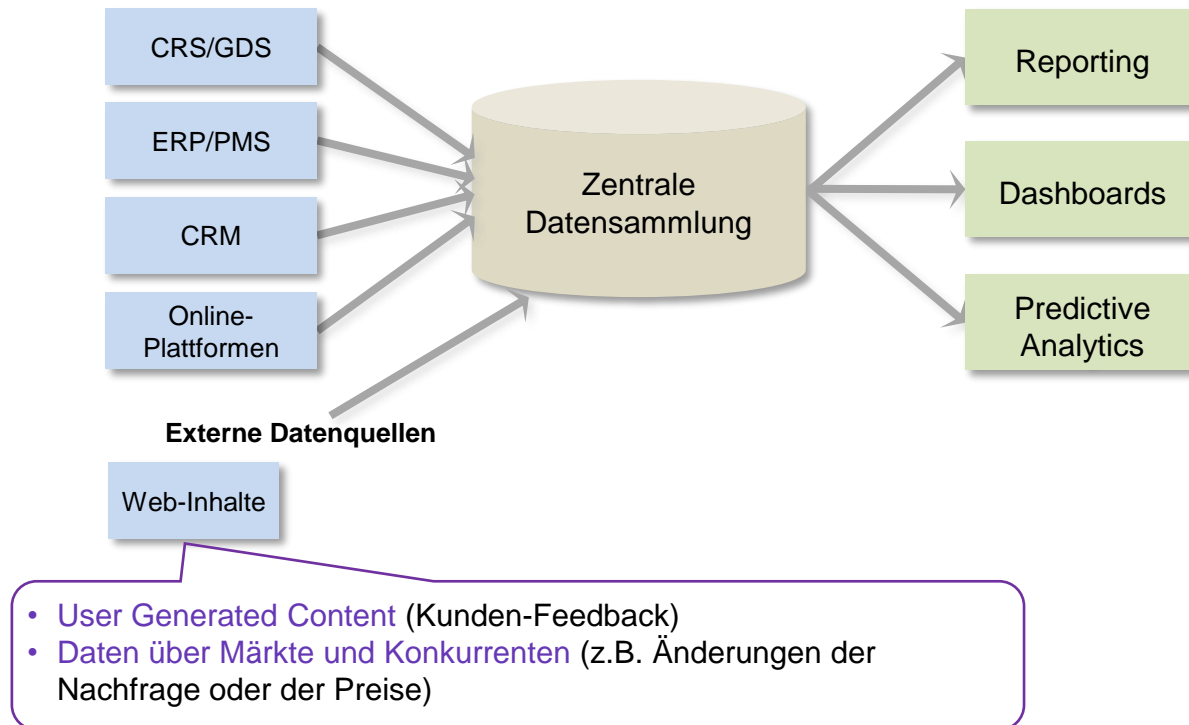 CRS/GDS
ERP/PMS
CRM
Online-
Plattformen
Zentrale
Datensammlung
Reporting
Dashboards
Predictive
Analytics
Externe Datenquellen
Web-Inhalte
• User Generated Content (Kunden-Feedback)
• Daten über Märkte und Konkurrenten (z.B. Änderungen der
Nachfrage oder der Preise)